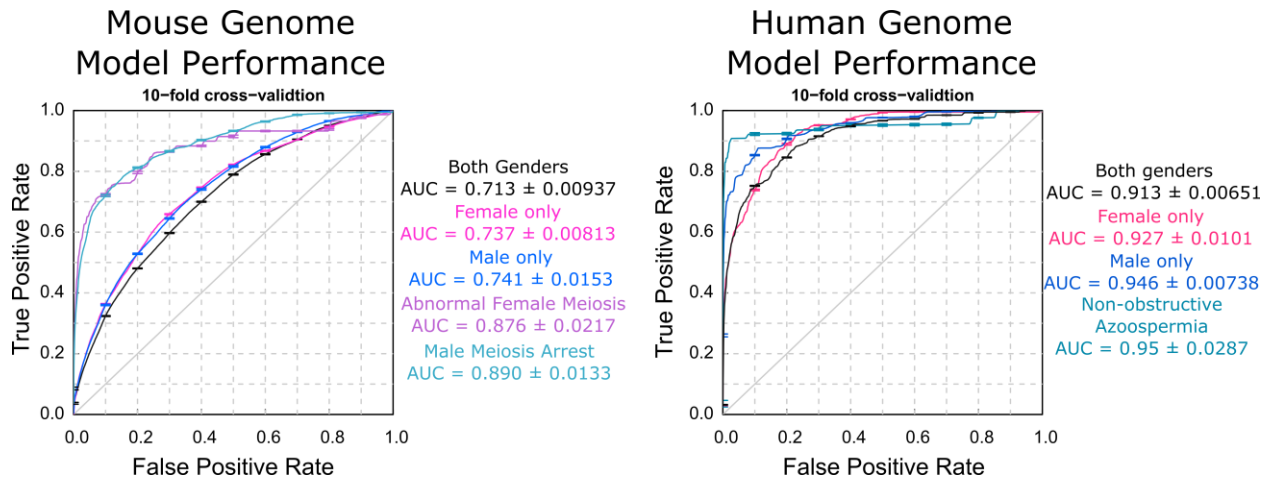 Mouse Genome
Model Performance
10-fold cross-validtion
1.0
0.8
0.6
0.4
0.2
0.0
True Positive Rate
0.0 0.2 0.4 0.6 0.8 1.0
False Positive Rate
Both Genders
AUC = 0.713 ± 0.00937
Female only
AUC = 0.737 ± 0.00813
Male only
AUC = 0.741 ± 0.0153
Abnormal Female Meiosis
AUC = 0.876 ± 0.0217
Male Meiosis Arrest
AUC = 0.890 ± 0.0133
Human Genome
Model Performance
10-fold cross-validtion
1.0
0.8
0.6
0.4
0.2
0.0
True Positive Rate
0.0 0.2 0.4 0.6 0.8 1.0
False Positive Rate
Both genders
AUC = 0.913 ± 0.00651
Female only
AUC = 0.927 ± 0.0101
Male only
AUC = 0.946 ± 0.00738
Non-obstructive
Azoospermia
AUC = 0.95 ± 0.0287